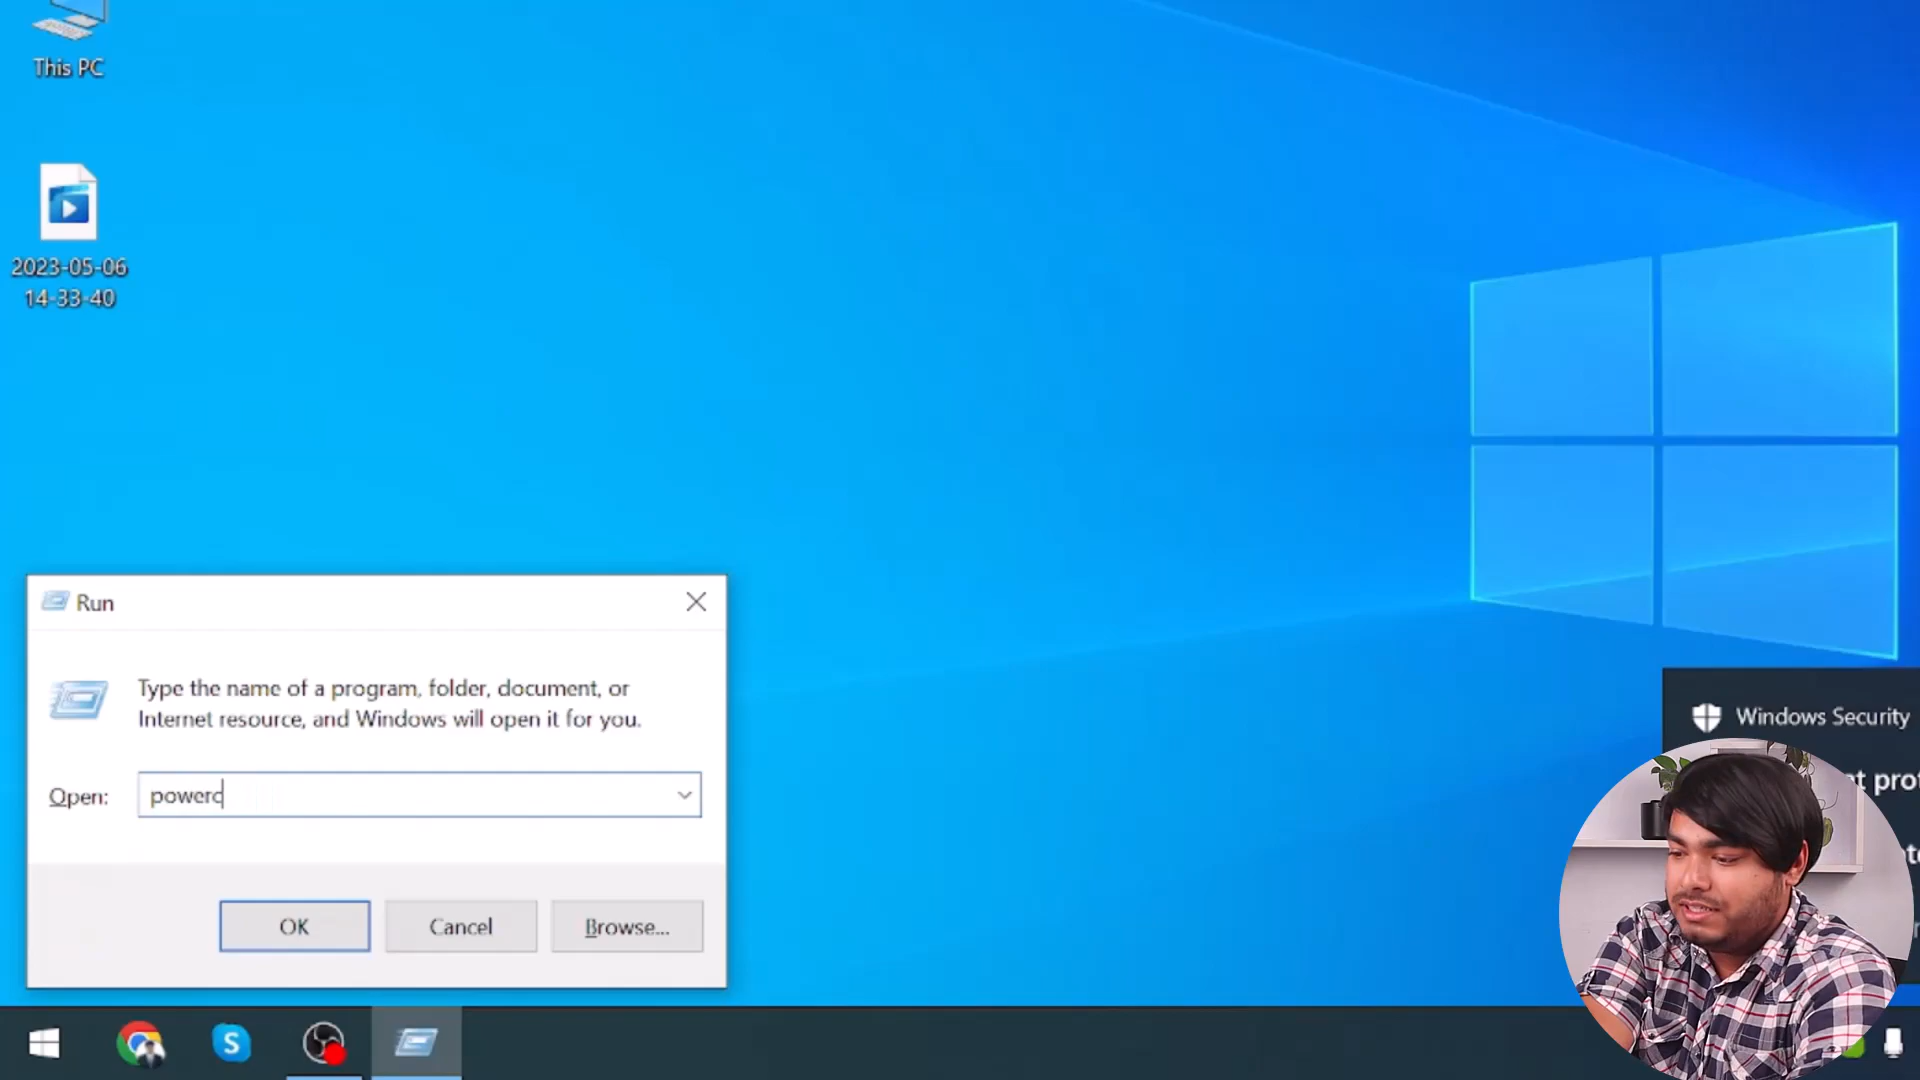 This PC
2023-05-06
14-33-40
Run
Type the name of a program, folder, document, or
Internet resource, and Windows will open it for you.
Open:
powerc
OK
Cancel
Browse...
Windows Security
S